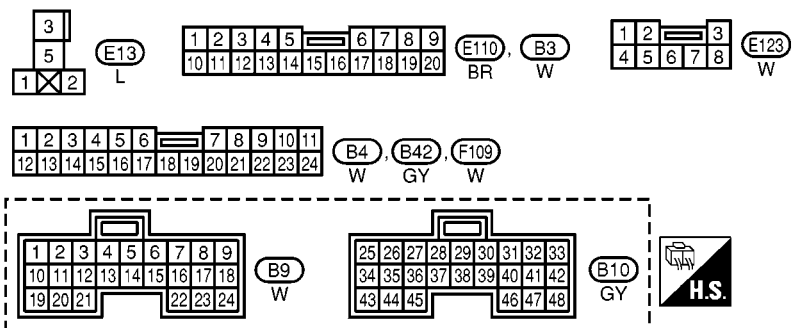 3
5
1 2
E13
L
1 2 3 4 5 6 7 8 9
10 11 12 13 14 15 16 17 18 19 20
E110 , B3
BR W
1 2 3
4 5 6 7 8
E123
W
1 2 3 4 5 6 7 8 9 10 11
12 13 14 15 16 17 18 19 20 21 22 23 24
B4 , B42 , F109
W GY W
1 2 3 4 5 6 7 8 9
10 11 12 13 14 15 16 17 18
19 20 21 22 23 24
B9
W
25 26 27 28 29 30 31 32 33
34 35 36 37 38 39 40 41 42
43 44 45 46 47 48
B10
GY
H.S.